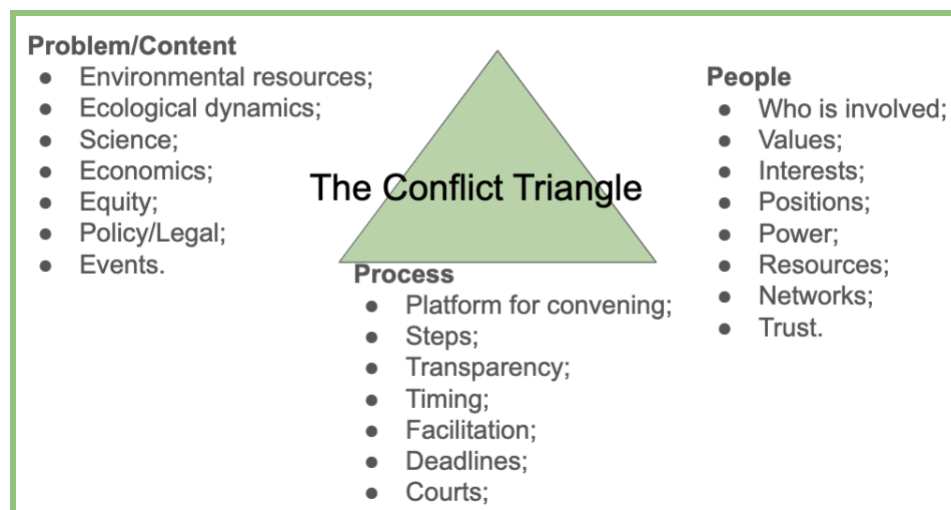 Problem/Content
● Environmental resources;
● Ecological dynamics;
● Science;
● Economics;
● Equity;
● Policy/Legal;
● Events.
The Conflict Triangle
People
● Who is involved;
● Values;
● Interests;
● Positions;
● Power;
● Resources;
● Networks;
● Trust.
Process
● Platform for convening;
● Steps;
● Transparency;
● Timing;
● Facilitation;
● Deadlines;
● Courts;